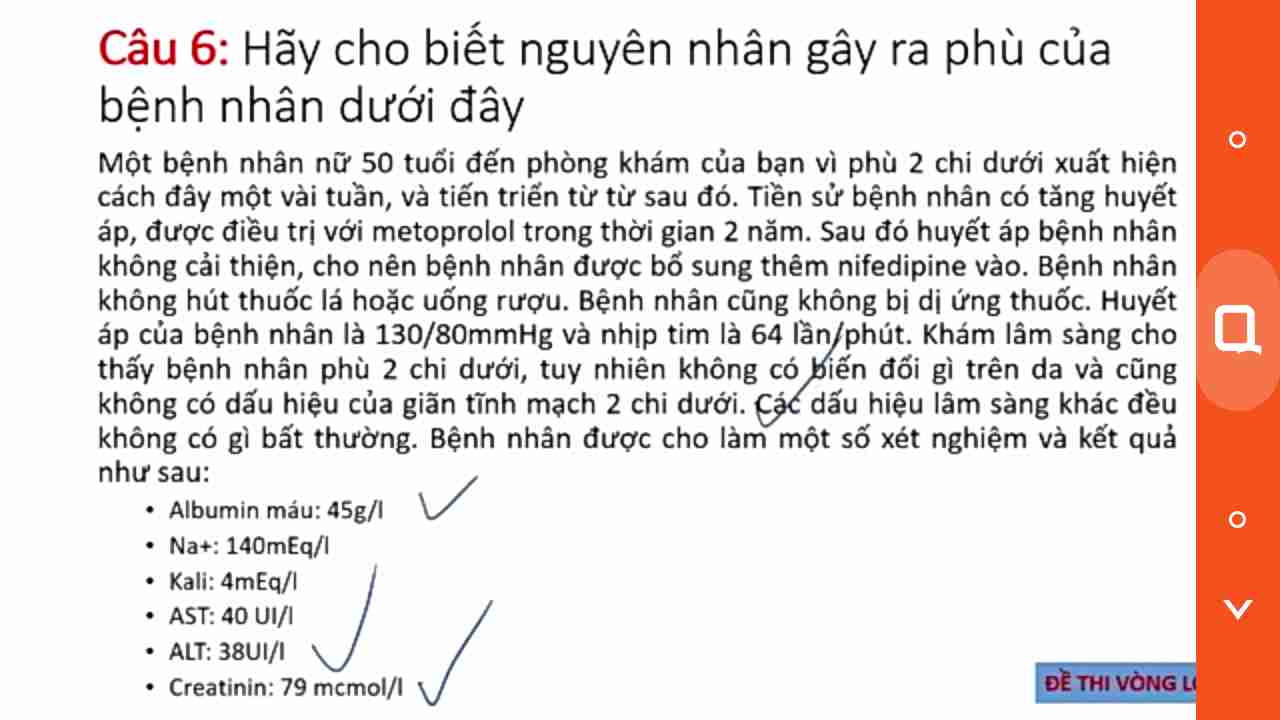 Câu 6: Hãy cho biết nguyên nhân gây ra phù của
bệnh nhân dưới đây
Một bệnh nhân nữ 50 tuổi đến phòng khám của bạn vì phù 2 chi dưới xuất hiện
cách đây một vài tuần, và tiến triển từ từ sau đó. Tiền sử bệnh nhân có tăng huyết
áp, được điều trị với metoprolol trong thời gian 2 năm. Sau đó huyết áp bệnh nhân
không cải thiện, cho nên bệnh nhân được bổ sung thêm nifedipine vào. Bệnh nhân
không hút thuốc lá hoặc uống rượu. Bệnh nhân cũng không bị dị ứng thuốc. Huyết
áp của bệnh nhân là 130/80mmHg và nhịp tim là 64 lần/phút. Khám lâm sàng cho
thấy bệnh nhân phù 2 chi dưới, tuy nhiên không có biến đổi gì trên da và cũng
không có dấu hiệu của giãn tĩnh mạch 2 chi dưới. Các dấu hiệu lâm sàng khác đều
không có gì bất thường. Bệnh nhân được cho làm một số xét nghiệm và kết quả
như sau:
• Albumin máu: 45g/l
• Na+: 140mEq/l
• Kali: 4mEq/l
• AST: 40 UI/l
• ALT: 38UI/l
• Creatinin: 79 mcmol/l
ĐỀ THI VÒNG